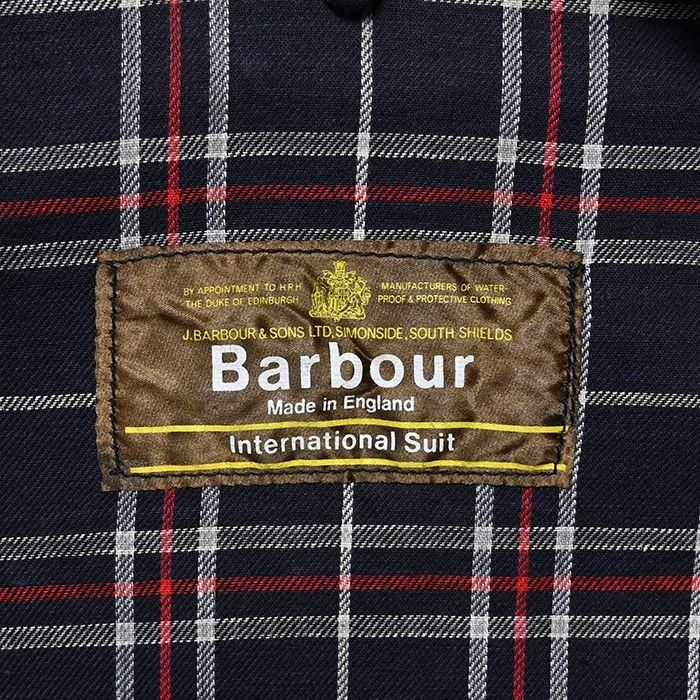 BY APPOINTMENT TO H.R.H
THE DUKE OF EDINBURGH
MANUFACTURERS OF WATER-
PROOF & PROTECTIVE CLOTHING
J.BARBOUR & SONS LTD, SIMONSIDE, SOUTH SHIELDS
Barbour
Made in England
International Suit